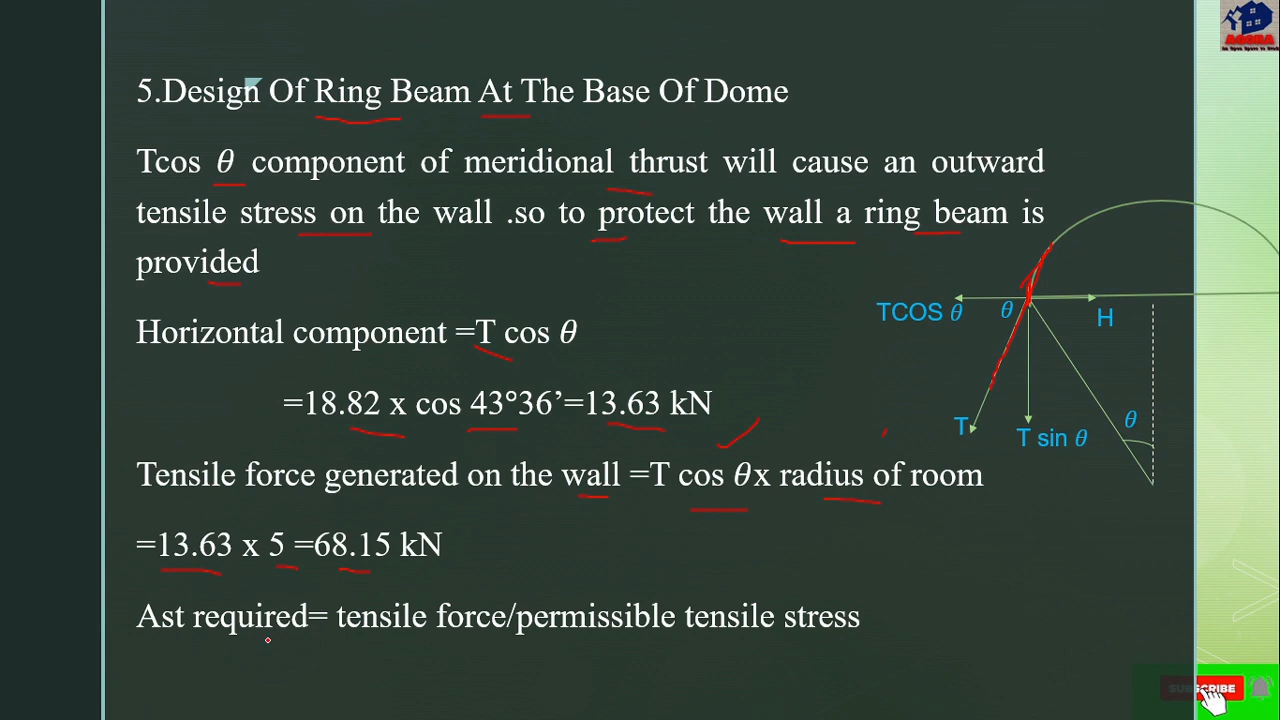 5.Design Of Ring Beam At The Base Of Dome
Tcos θ component of meridional thrust will cause an outward
tensile stress on the wall .so to protect the wall a ring beam is
provided
Horizontal component =T cos θ
=18.82 x cos 43°36’=13.63 kN
Tensile force generated on the wall =T cos θx radius of room
=13.63 x 5 =68.15 kN
Ast required= tensile force/permissible tensile stress
TCOS θ
θ
H
T
T sin θ
θ
AGORA
SUBSCRIBE